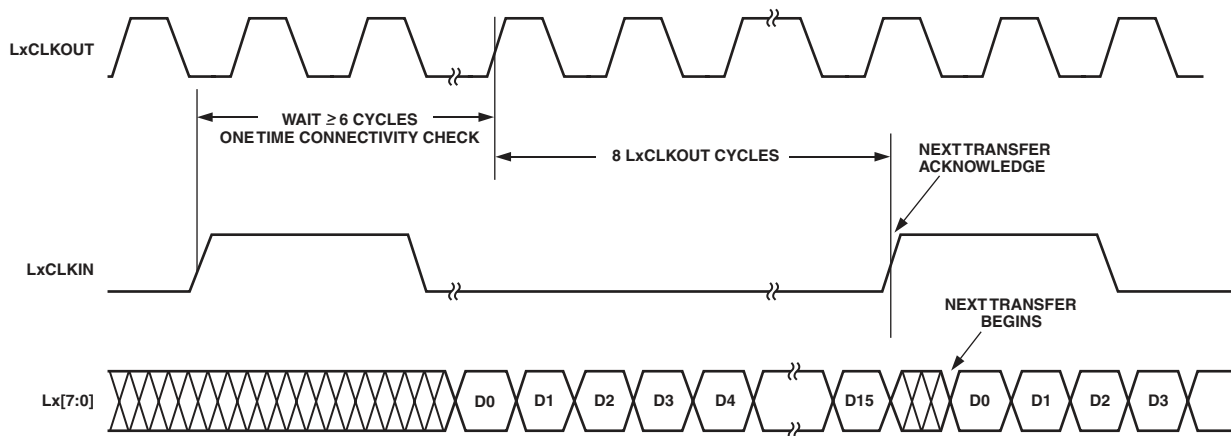 LxCLKOUT
WAIT ≥ 6 CYCLES
ONE TIME CONNECTIVITY CHECK
8 LxCLKOUT CYCLES
NEXT TRANSFER
ACKNOWLEDGE
LxCLKIN
NEXT TRANSFER
BEGINS
Lx[7:0]
D0
D1
D2
D3
D4
D15
D0
D1
D2
D3